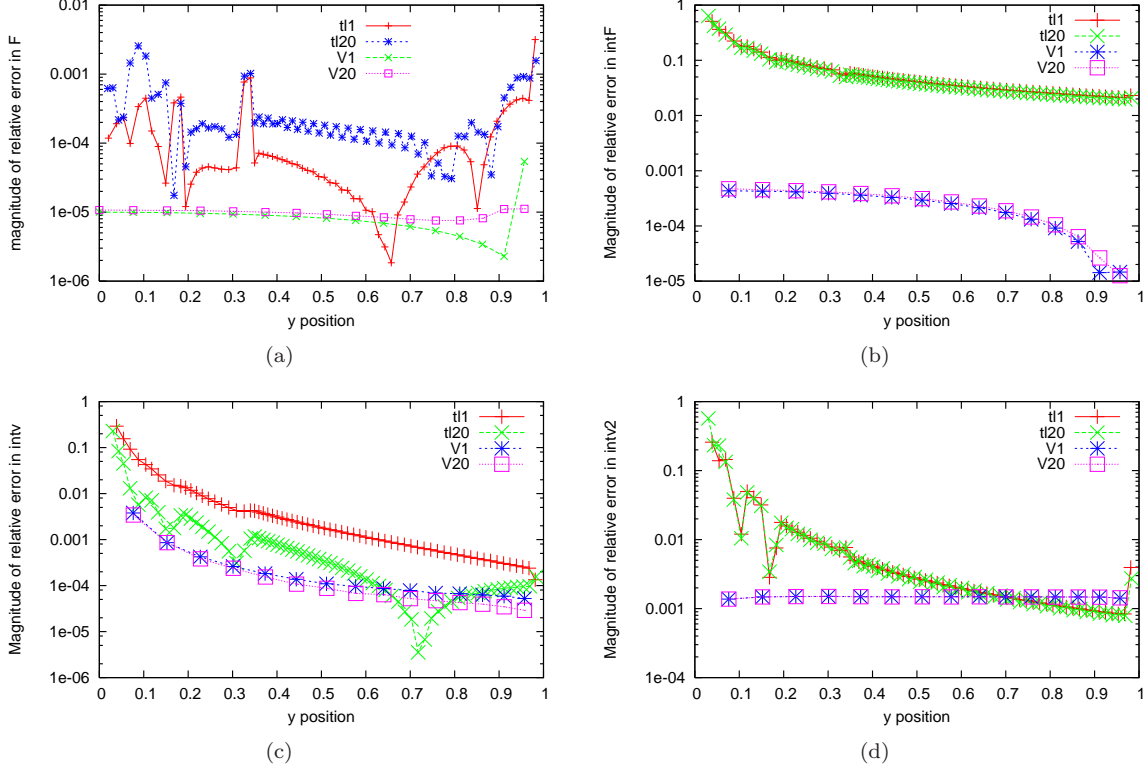 magnitude of relative error in F
0.01
0.001
1e-04
1e-05
1e-06
0 0.1 0.2 0.3 0.4 0.5 0.6 0.7 0.8 0.9 1
y position
tl1
tl20
V1
V20
(a)
Magnitude of relative error in intF
1
0.1
0.01
0.001
1e-04
1e-05
0 0.1 0.2 0.3 0.4 0.5 0.6 0.7 0.8 0.9 1
y position
tl1
tl20
V1
V20
(b)
Magnitude of relative error in intv
1
0.1
0.01
0.001
1e-04
1e-05
1e-06
0 0.1 0.2 0.3 0.4 0.5 0.6 0.7 0.8 0.9 1
y position
tl1
tl20
V1
V20
(c)
Magnitude of relative error in intv2
1
0.1
0.01
0.001
1e-04
0 0.1 0.2 0.3 0.4 0.5 0.6 0.7 0.8 0.9 1
y position
tl1
tl20
V1
V20
(d)